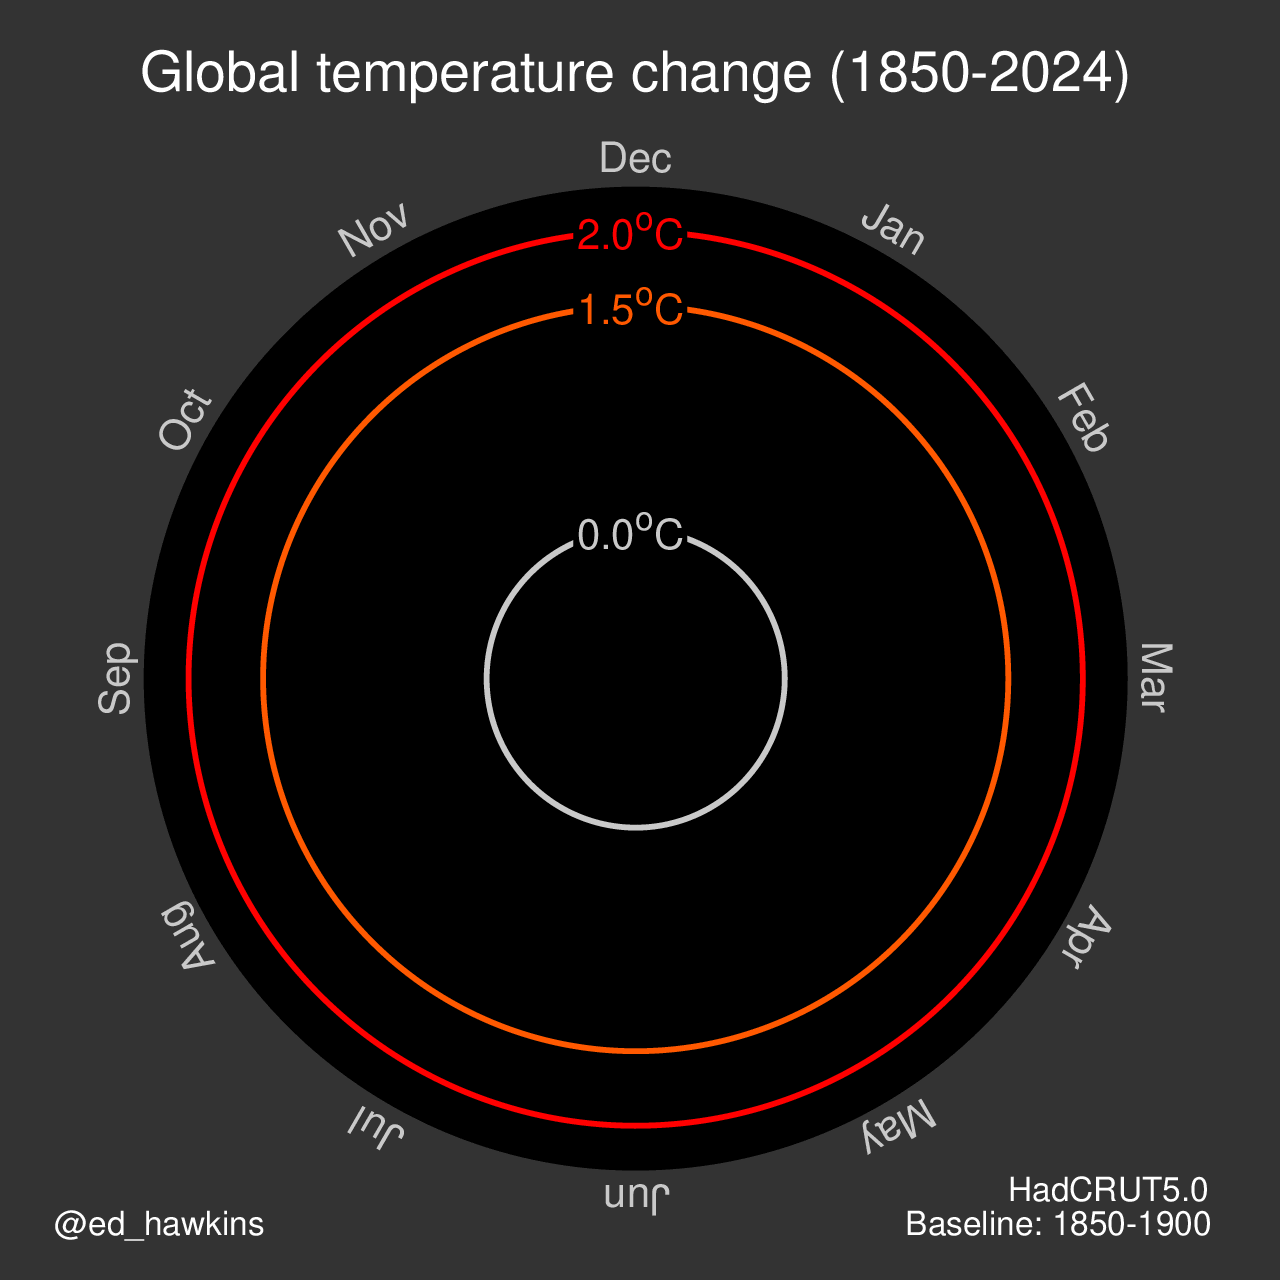 Global temperature change (1850-2024)
Dec
Jan
Feb
Mar
Apr
May
Jun
Jul
Aug
Sep
Oct
Nov
2.0°C
1.5°C
0.0°C
@ed_hawkins
HadCRUT5.0
Baseline: 1850-1900